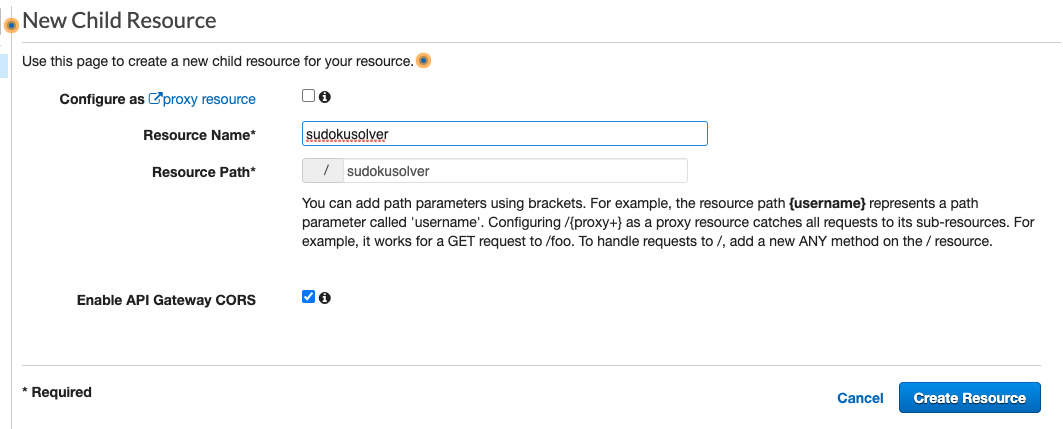 New Child Resource
Use this page to create a new child resource for your resource.
Configure as proxy resource
Resource Name*
sudokusolver
Resource Path*
/ sudokusolver
You can add path parameters using brackets. For example, the resource path {username} represents a path
parameter called 'username'. Configuring /{proxy+} as a proxy resource catches all requests to its sub-resources. For
example, it works for a GET request to /foo. To handle requests to /, add a new ANY method on the / resource.
Enable API Gateway CORS
* Required
Cancel
Create Resource